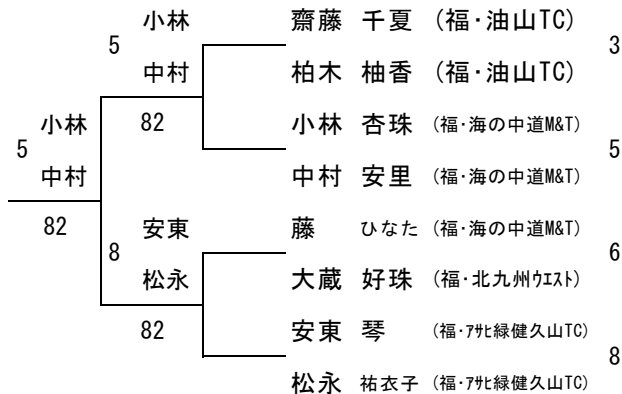 小林 齋藤 千夏 (福・油山TC)
5 3
中村 柏木 柚香 (福・油山TC)
小林 82 小林 杏珠 (福・海の中道M&T)
5 5
中村 中村 安里 (福・海の中道M&T)
82 安東 藤 ひなた (福・海の中道M&T)
8 6
松永 大蔵 好珠 (福・北九州ｳｴｽﾄ)
82 安東 琴 (福・ｱｻﾋ緑健久山TC)
8
松永 祐衣子 (福・ｱｻﾋ緑健久山TC)